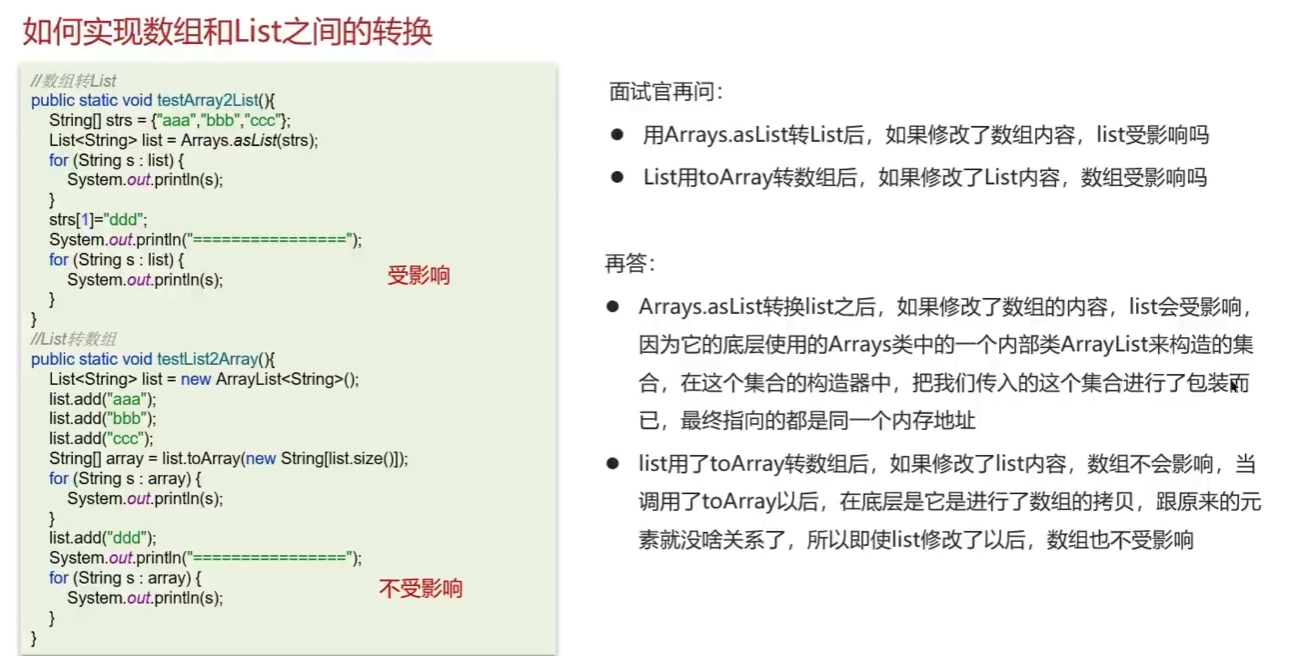 如何实现数组和List之间的转换
//数组转List
public static void testArray2List(){
String[] strs = {"aaa","bbb","ccc"};
List<String> list = Arrays.asList(strs);
for (String s : list) {
System.out.println(s);
}
strs[1]="ddd";
System.out.println("================");
for (String s : list) {
System.out.println(s);
}
}
受影响
//List转数组
public static void testList2Array(){
List<String> list = new ArrayList<String>();
list.add("aaa");
list.add("bbb");
list.add("ccc");
String[] array = list.toArray(new String[list.size()]);
for (String s : array) {
System.out.println(s);
}
list.add("ddd");
System.out.println("================");
for (String s : array) {
System.out.println(s);
}
}
不受影响
面试官再问：
● 用Arrays.asList转List后，如果修改了数组内容，list受影响吗
● List用toArray转数组后，如果修改了List内容，数组受影响吗
再答：
● Arrays.asList转换list之后，如果修改了数组的内容，list会受影响，
因为它的底层使用的Arrays类中的一个内部类ArrayList来构造的集
合，在这个集合的构造器中，把我们传入的这个集合进行了包装而
已，最终指向的都是同一个内存地址
● list用了toArray转数组后，如果修改了list内容，数组不会影响，当
调用了toArray以后，在底层是它是进行了数组的拷贝，跟原来的元
素就没啥关系了，所以即使list修改了以后，数组也不受影响